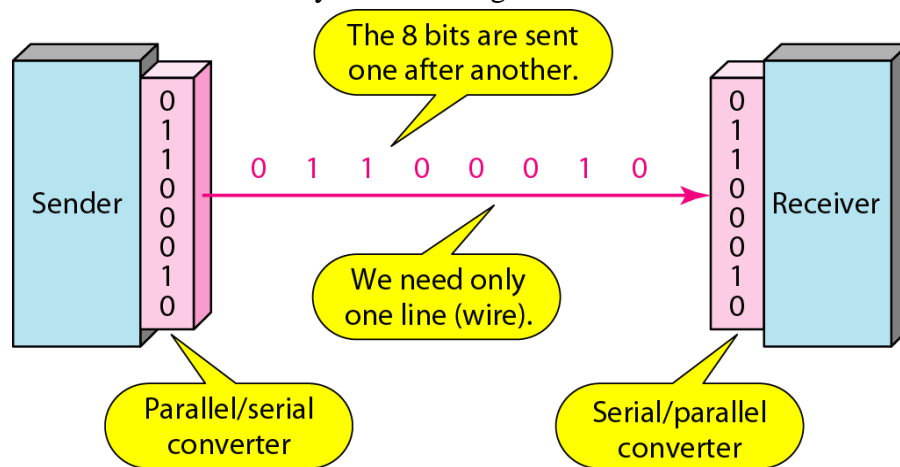 The 8 bits are sent
one after another.
0 1 1 0 0 0 1 0
Sender
0
1
1
0
0
0
1
0
We need only
one line (wire).
0
1
1
0
0
0
1
0
Receiver
Parallel/serial
converter
Serial/parallel
converter